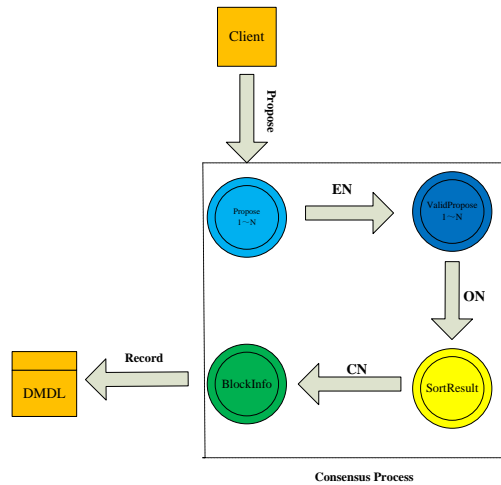 Client
Propose
Propose
1～N
EN
ValidPropose
1～N
ON
SortResult
CN
BlockInfo
Record
DMDL
Consensus Process